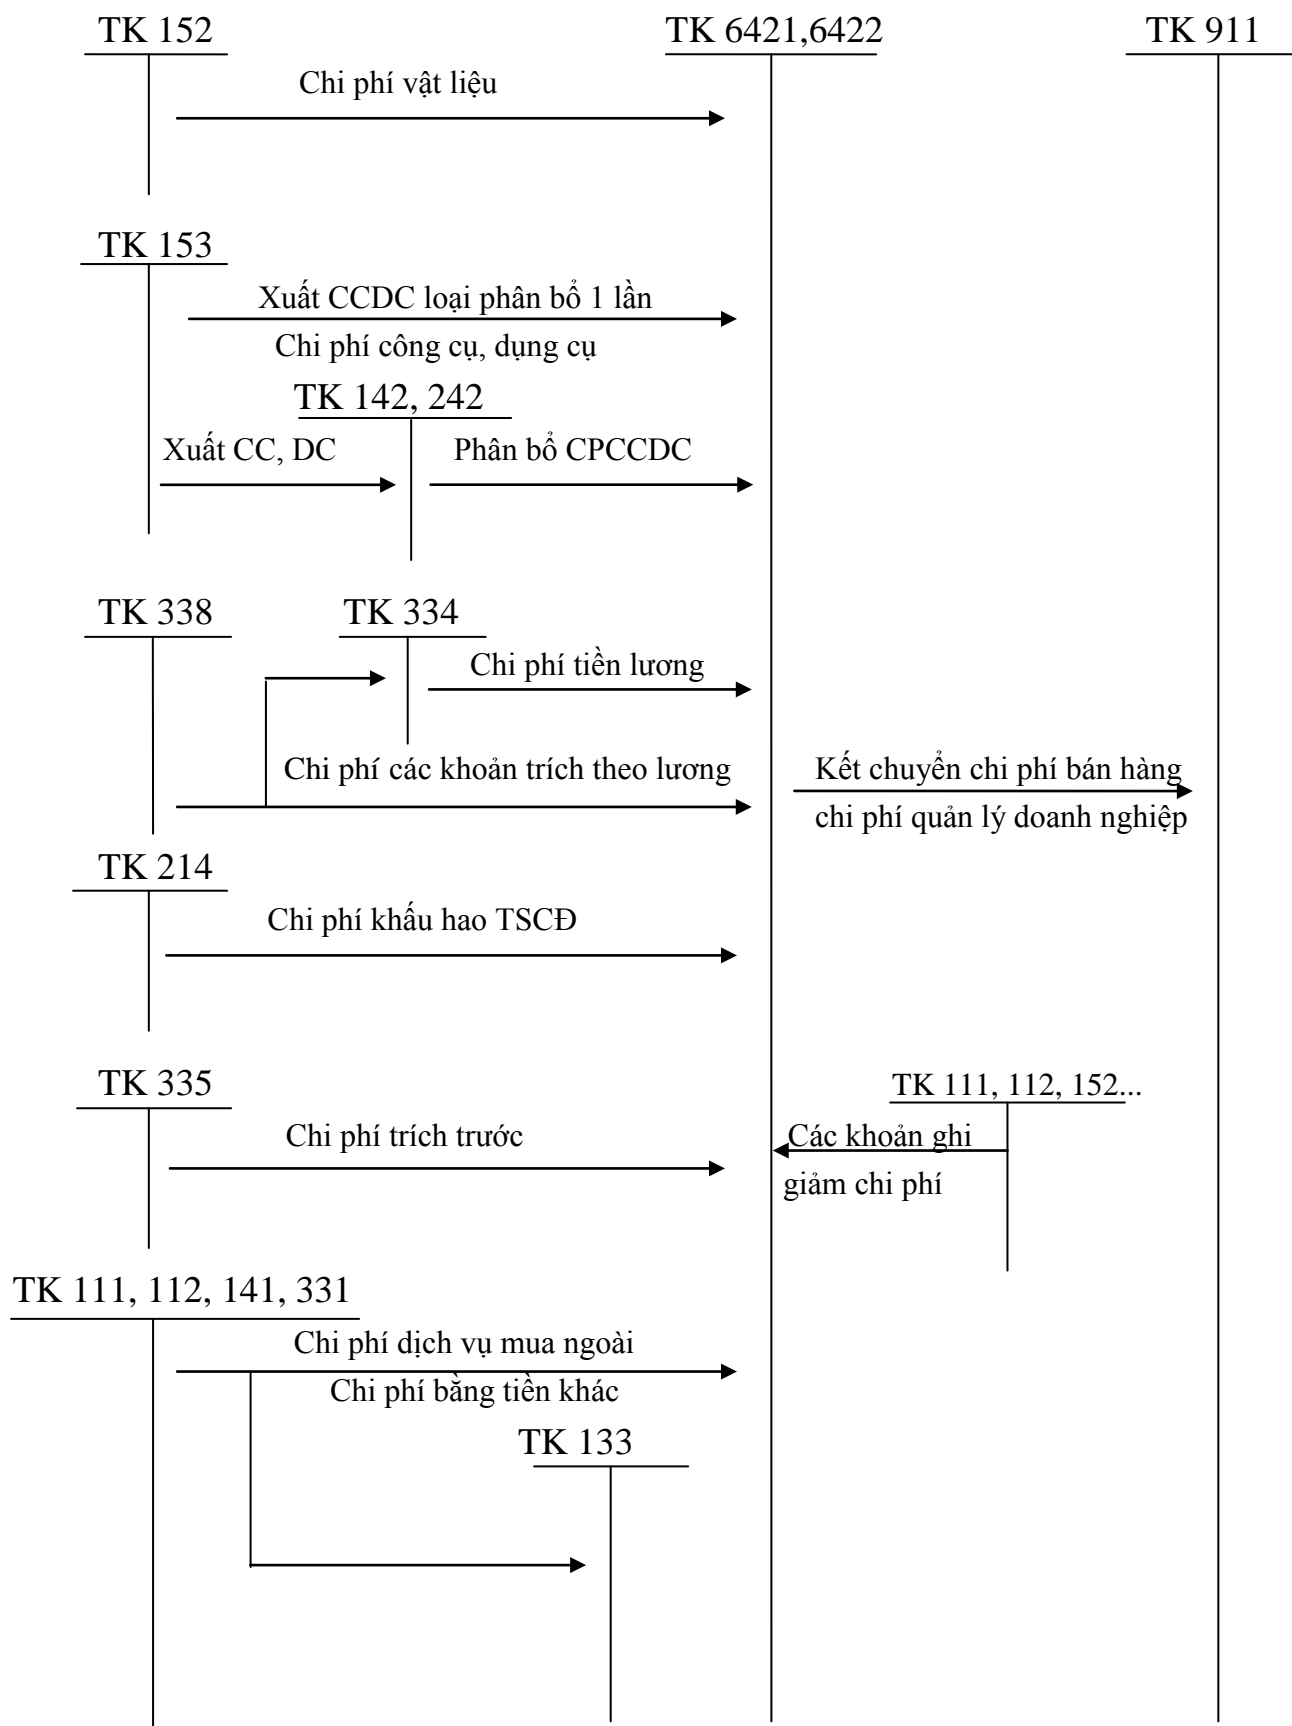 TK 152
TK 6421,6422
TK 911
Chi phí vật liệu
TK 153
Xuất CCDC loại phân bổ 1 lần
Chi phí công cụ, dụng cụ
TK 142, 242
Xuất CC, DC
Phân bổ CPCCDC
TK 338
TK 334
Chi phí tiền lương
Chi phí các khoản trích theo lương
Kết chuyển chi phí bán hàng
chi phí quản lý doanh nghiệp
TK 214
Chi phí khấu hao TSCĐ
TK 335
TK 111, 112, 152...
Chi phí trích trước
Các khoản ghi
giảm chi phí
TK 111, 112, 141, 331
Chi phí dịch vụ mua ngoài
Chi phí bằng tiền khác
TK 133